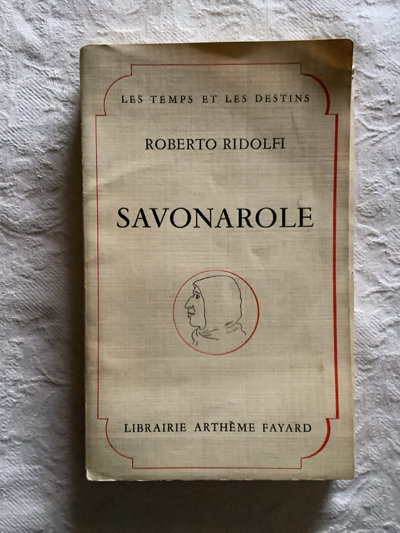 LES TEMPS ET LES DESTINS
ROBERTO RIDOLFI
SAVONAROLE
LIBRAIRIE ARTHÈME FAYARD